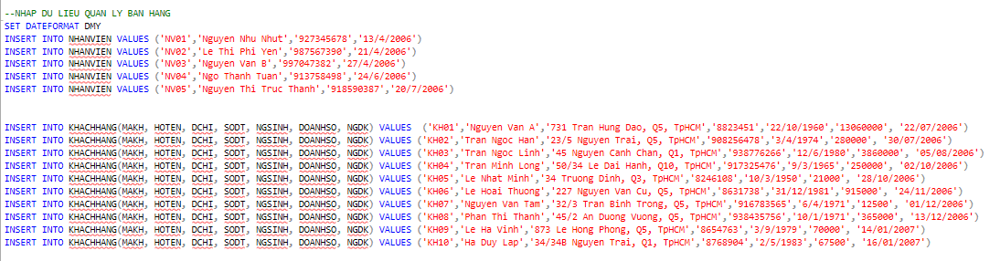 --NHAP DU LIEU QUAN LY BAN HANG
SET DATEFORMAT DMY
INSERT INTO NHANVIEN VALUES ('NV01','Nguyen Nhu Nhut','927345678','13/4/2006')
INSERT INTO NHANVIEN VALUES ('NV02','Le Thi Phi Yen','987567390','21/4/2006')
INSERT INTO NHANVIEN VALUES ('NV03','Nguyen Van B','997047382','27/4/2006')
INSERT INTO NHANVIEN VALUES ('NV04','Ngo Thanh Tuan','913758498','24/6/2006')
INSERT INTO NHANVIEN VALUES ('NV05','Nguyen Thi Truc Thanh','918590387','20/7/2006')
INSERT INTO KHACHHANG(MAKH, HOTEN, DCHI, SODT, NGSINH, DOANHSO, NGDK) VALUES  ('KH01','Nguyen Van A','731 Tran Hung Dao, Q5, TpHCM','8823451','22/10/1960','13060000', '22/07/2006')
INSERT INTO KHACHHANG(MAKH, HOTEN, DCHI, SODT, NGSINH, DOANHSO, NGDK) VALUES ('KH02','Tran Ngoc Han','23/5 Nguyen Trai, Q5, TpHCM','908256478','3/4/1974','280000', '30/07/2006')
INSERT INTO KHACHHANG(MAKH, HOTEN, DCHI, SODT, NGSINH, DOANHSO, NGDK) VALUES ('KH03','Tran Ngoc Linh','45 Nguyen Canh Chan, Q1, TpHCM','938776266','12/6/1980','3860000', '05/08/2006')
INSERT INTO KHACHHANG(MAKH, HOTEN, DCHI, SODT, NGSINH, DOANHSO, NGDK) VALUES ('KH04','Tran Minh Long','50/34 Le Dai Hanh, Q10, TpHCM','917325476','9/3/1965','250000', '02/10/2006')
INSERT INTO KHACHHANG(MAKH, HOTEN, DCHI, SODT, NGSINH, DOANHSO, NGDK) VALUES ('KH05','Le Nhat Minh','34 Truong Dinh, Q3, TpHCM','8246108','10/3/1950','21000', '28/10/2006')
INSERT INTO KHACHHANG(MAKH, HOTEN, DCHI, SODT, NGSINH, DOANHSO, NGDK) VALUES ('KH06','Le Hoai Thuong','227 Nguyen Van Cu, Q5, TpHCM','8631738','31/12/1981','915000', '24/11/2006')
INSERT INTO KHACHHANG(MAKH, HOTEN, DCHI, SODT, NGSINH, DOANHSO, NGDK) VALUES ('KH07','Nguyen Van Tam','32/3 Tran Binh Trong, Q5, TpHCM','916783565','6/4/1971','12500', '01/12/2006')
INSERT INTO KHACHHANG(MAKH, HOTEN, DCHI, SODT, NGSINH, DOANHSO, NGDK) VALUES ('KH08','Phan Thi Thanh','45/2 An Duong Vuong, Q5, TpHCM','938435756','10/1/1971','365000', '13/12/2006')
INSERT INTO KHACHHANG(MAKH, HOTEN, DCHI, SODT, NGSINH, DOANHSO, NGDK) VALUES ('KH09','Le Ha Vinh','873 Le Hong Phong, Q5, TpHCM','8654763','3/9/1979','70000', '14/01/2007')
INSERT INTO KHACHHANG(MAKH, HOTEN, DCHI, SODT, NGSINH, DOANHSO, NGDK) VALUES ('KH10','Ha Duy Lap','34/34B Nguyen Trai, Q1, TpHCM','8768904','2/5/1983','67500', '16/01/2007')